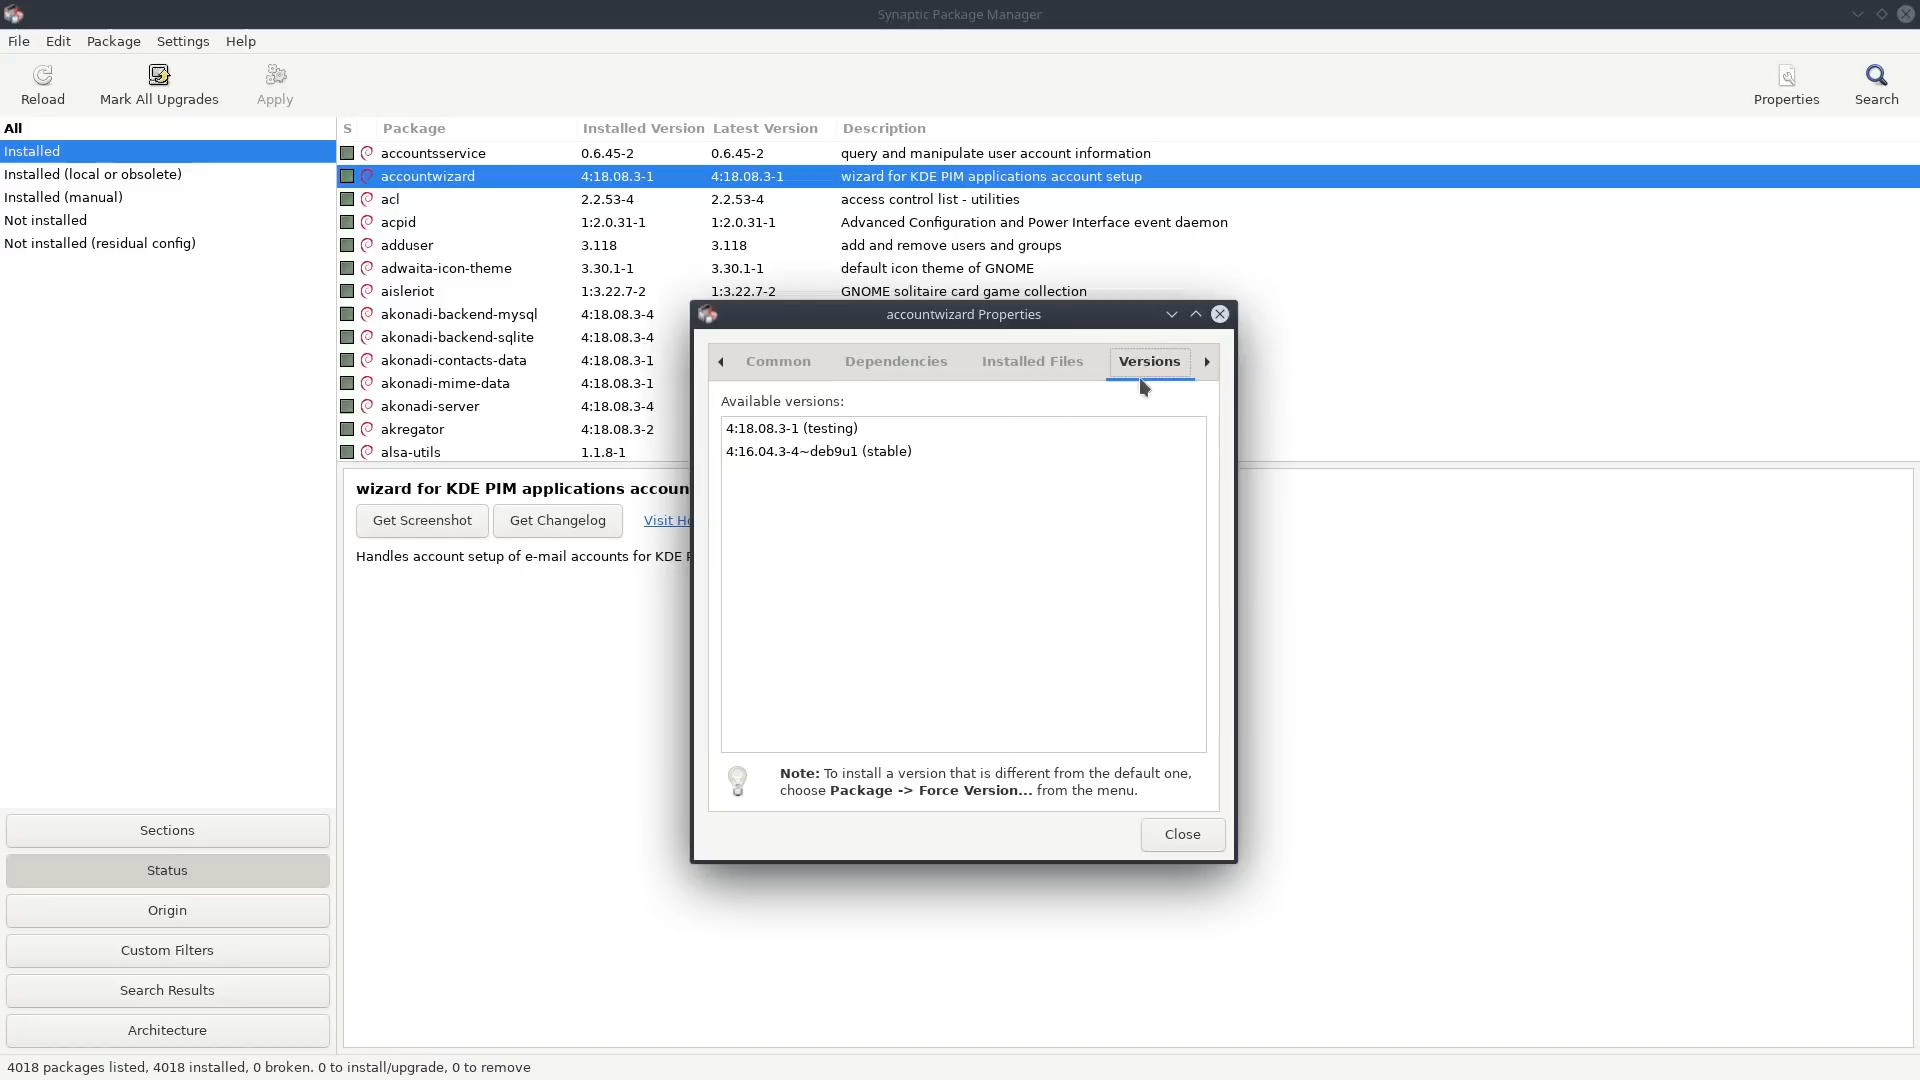 Synaptic Package Manager
File Edit Package Settings Help
Reload Mark All Upgrades Apply Properties Search
All
Installed
Installed (local or obsolete)
Installed (manual)
Not installed
Not installed (residual config)
S Package Installed Version Latest Version Description
accountsservice 0.6.45-2 0.6.45-2 query and manipulate user account information
accountwizard 4:18.08.3-1 4:18.08.3-1 wizard for KDE PIM applications account setup
acl 2.2.53-4 2.2.53-4 access control list - utilities
acpid 1:2.0.31-1 1:2.0.31-1 Advanced Configuration and Power Interface event daemon
adduser 3.118 3.118 add and remove users and groups
adwaita-icon-theme 3.30.1-1 3.30.1-1 default icon theme of GNOME
aisleriot 1:3.22.7-2 1:3.22.7-2 GNOME solitaire card game collection
akonadi-backend-mysql 4:18.08.3-4
akonadi-backend-sqlite 4:18.08.3-4
akonadi-contacts-data 4:18.08.3-1
akonadi-mime-data 4:18.08.3-1
akonadi-server 4:18.08.3-4
akregator 4:18.08.3-2
alsa-utils 1.1.8-1
wizard for KDE PIM applications accoun
Get Screenshot Get Changelog Visit
Handles account setup of e-mail accounts for KDE
accountwizard Properties
Common Dependencies Installed Files Versions
Available versions:
4:18.08.3-1 (testing)
4:16.04.3-4~deb9u1 (stable)
Note: To install a version that is different from the default one,
choose Package -> Force Version... from the menu.
Close
Sections
Status
Origin
Custom Filters
Search Results
Architecture
4018 packages listed, 4018 installed, 0 broken. 0 to install/upgrade, 0 to remove